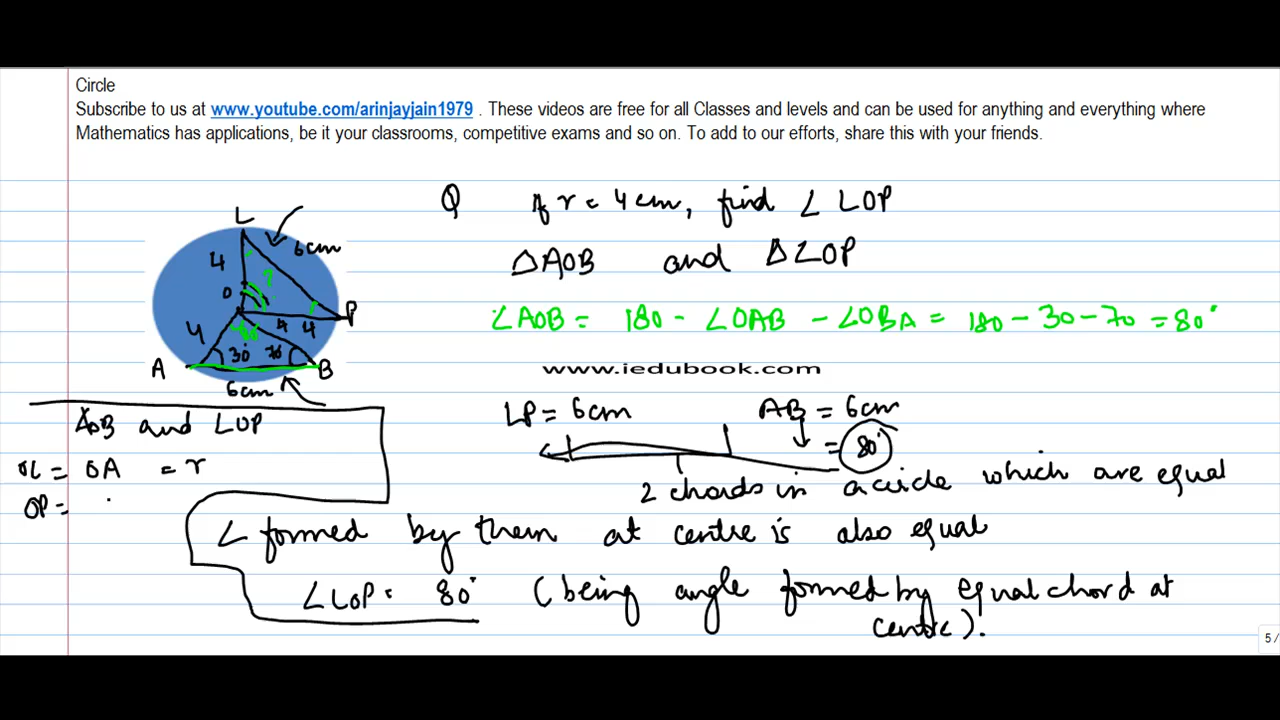 Circle
Subscribe to us at www.youtube.com/arinjayjain1979 . These videos are free for all Classes and levels and can be used for anything and everything where
Mathematics has applications, be it your classrooms, competitive exams and so on. To add to our efforts, share this with your friends.
Q If r = 4cm, find ∠ LOP
L
6cm
4
ΔAOB and ΔLOP
?
O
P
4 4
4
80°
∠AOB = 180 - ∠OAB - ∠OBA = 180 - 30 - 70 = 80°
30° 70°
A B
6cm
www.iedubook.com
LP = 6cm AB = 6cm
= 80°
AOB and LOP
OL = OA = r
OP =
2 chords in a circle which are equal
∠ formed by them at centre is also equal
∠LOP = 80° (being angle formed by equal chord at
centre).
5/